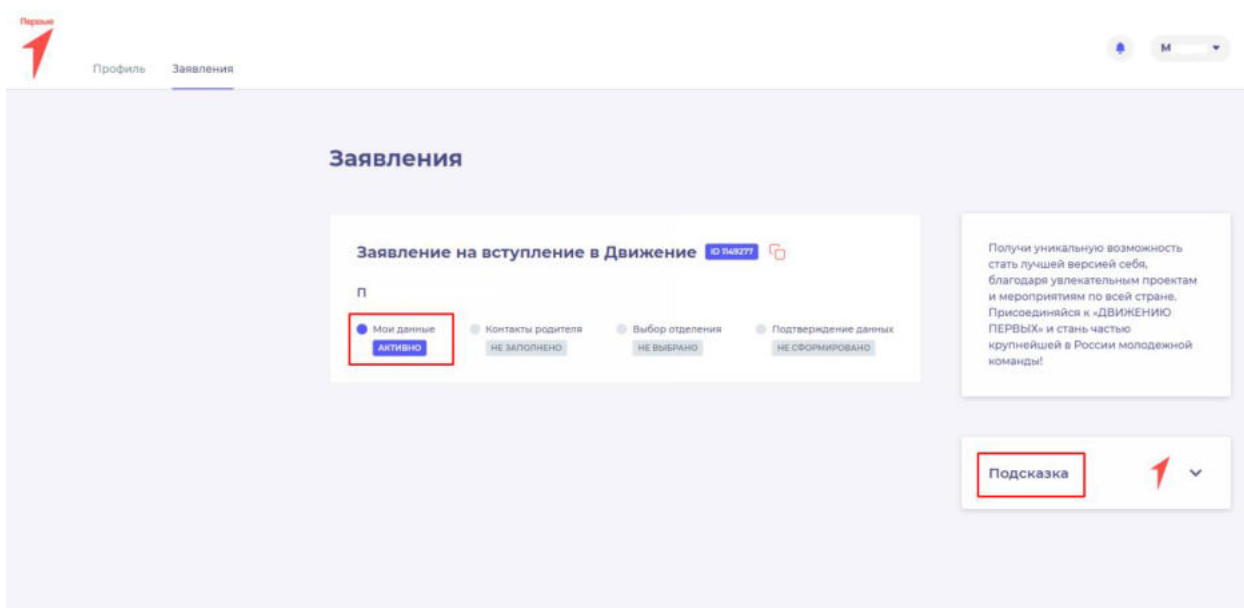 Первые
Профиль Заявления
М
Заявления
Заявление на вступление в Движение ID 1149277
П
Мои данные
АКТИВНО
Контакты родителя
НЕ ЗАПОЛНЕНО
Выбор отделения
НЕ ВЫБРАНО
Подтверждение данных
НЕ СФОРМИРОВАНО
Получи уникальную возможность
стать лучшей версией себя,
благодаря увлекательным проектам
и мероприятиям по всей стране.
Присоединяйся к «ДВИЖЕНИЮ
ПЕРВЫХ» и стань частью
крупнейшей в России молодежной
команды!
Подсказка